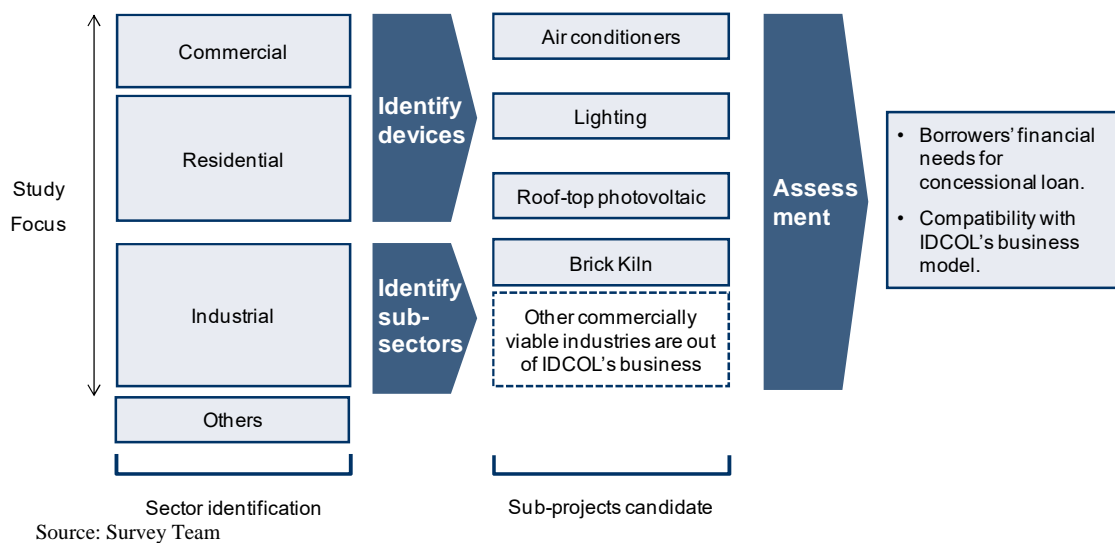 Study
Focus
Commercial
Residential
Industrial
Others
Sector identification
Identify
devices
Identify
sub-
sectors
Air conditioners
Lighting
Roof-top photovoltaic
Brick Kiln
Other commercially
viable industries are out
of IDCOL's business
Sub-projects candidate
Assess
ment
• Borrowers' financial
needs for
concessional loan.
• Compatibility with
IDCOL's business
model.
Source: Survey Team